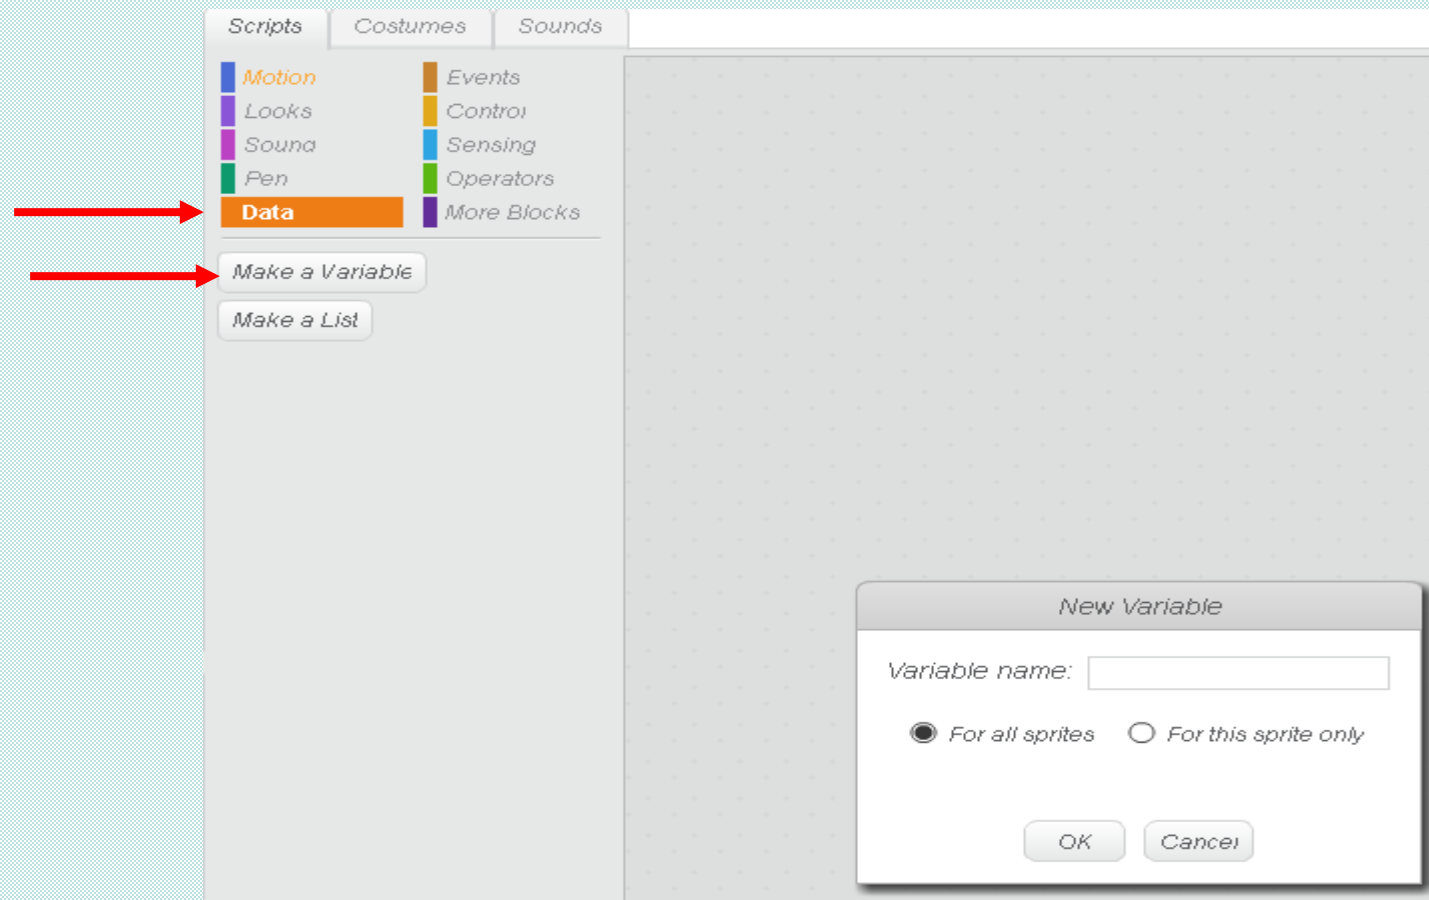 Scripts Costumes Sounds
Motion Events
Looks Control
Sound Sensing
Pen Operators
Data More Blocks
Make a Variable
Make a List
New Variable
Variable name:
For all sprites For this sprite only
OK Cancel